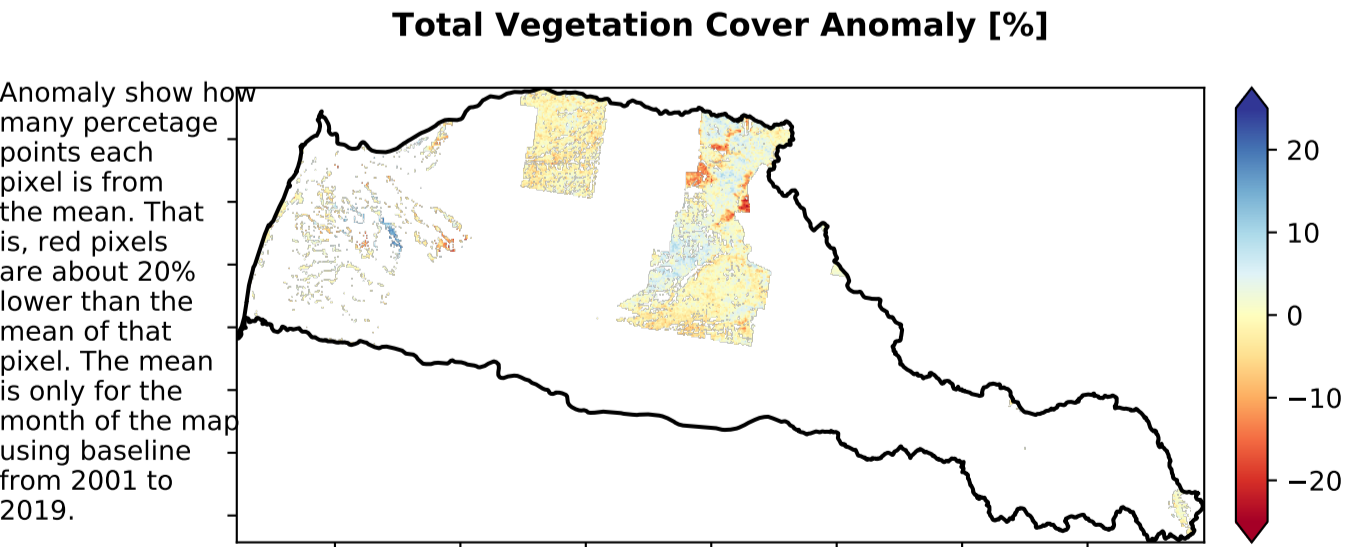 Total Vegetation Cover Anomaly [%]
Anomaly show how
many percetage
points each
pixel is from
the mean. That
is, red pixels
are about 20%
lower than the
mean of that
pixel. The mean
is only for the
month of the map
using baseline
from 2001 to
2019.
20
10
0
−10
−20